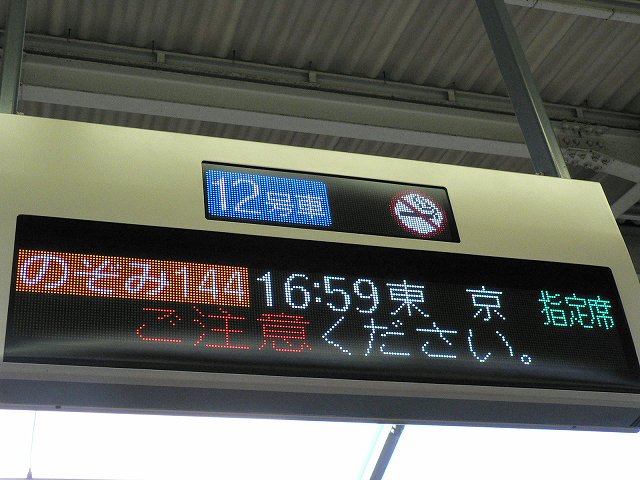 12号車
のぞみ144 16:59 東 京 指定席
ご注意ください。